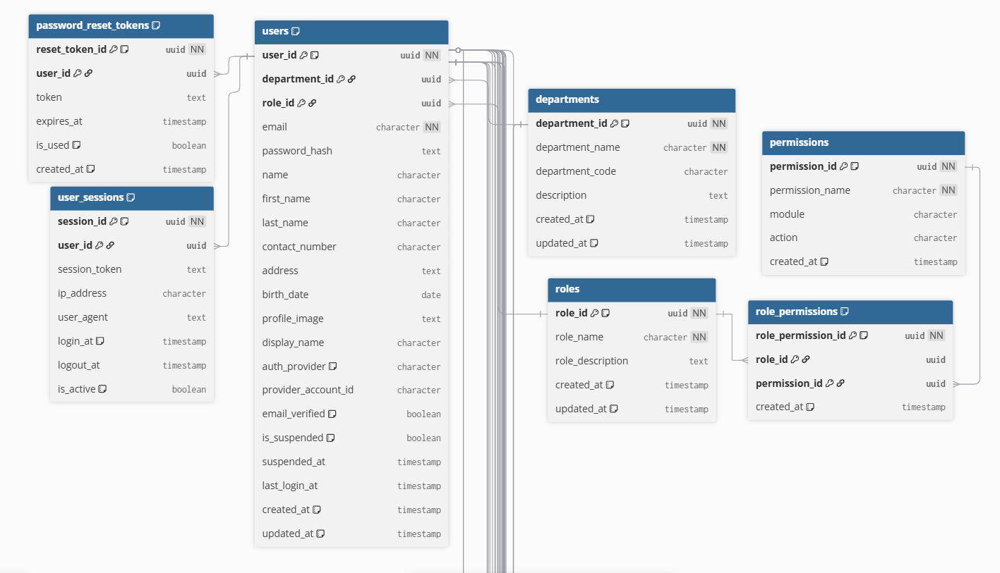 password_reset_tokens
reset_token_id uuid NN
user_id uuid
token text
expires_at timestamp
is_used boolean
created_at timestamp
user_sessions
session_id uuid NN
user_id uuid
session_token text
ip_address character
user_agent text
login_at timestamp
logout_at timestamp
is_active boolean
users
user_id uuid NN
department_id uuid
role_id uuid
email character NN
password_hash text
name character
first_name character
last_name character
contact_number character
address text
birth_date date
profile_image text
display_name character
auth_provider character
provider_account_id character
email_verified boolean
is_suspended boolean
suspended_at timestamp
last_login_at timestamp
created_at timestamp
updated_at timestamp
departments
department_id uuid NN
department_name character NN
department_code character
description text
created_at timestamp
updated_at timestamp
roles
role_id uuid NN
role_name character NN
role_description text
created_at timestamp
updated_at timestamp
permissions
permission_id uuid NN
permission_name character NN
module character
action character
created_at timestamp
role_permissions
role_permission_id uuid NN
role_id uuid
permission_id uuid
created_at timestamp